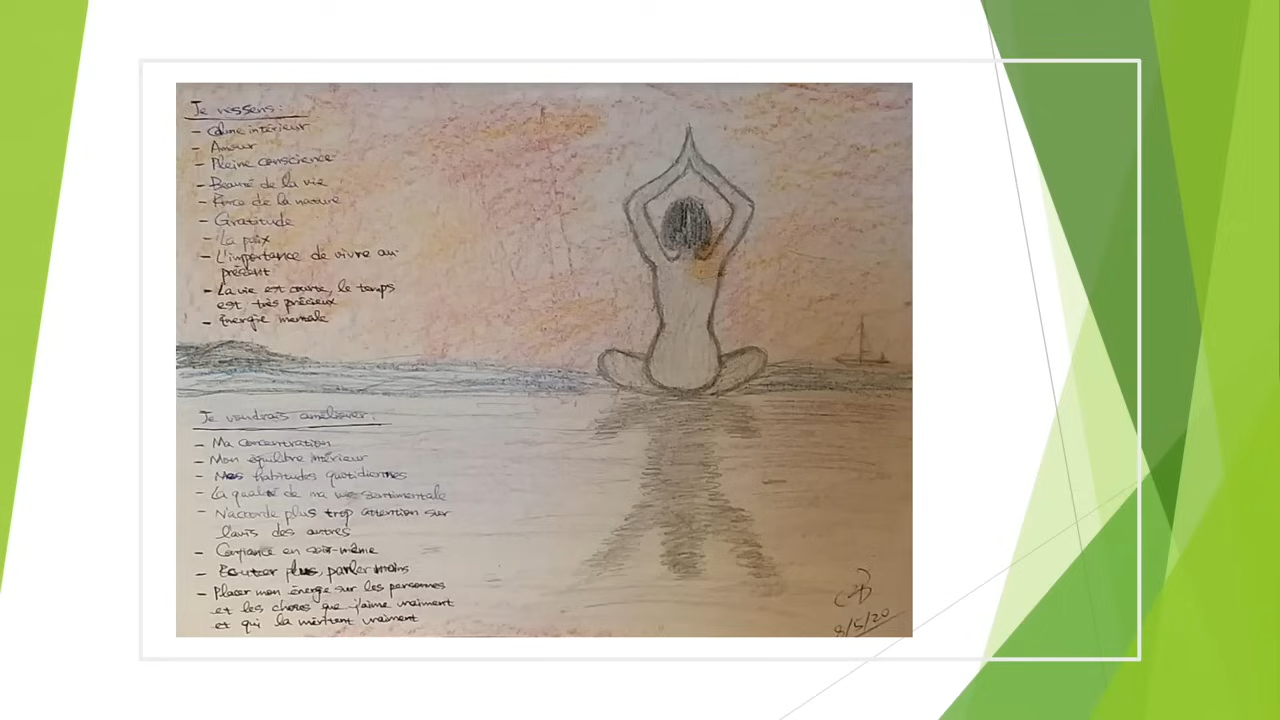 Je ressens:
- Calme intérieur
- Amour
- Pleine conscience
- Beauté de la vie
- Force de la nature
- Gratitude
- La paix
- L'importance de vivre au
présent
- La vie est courte, le temps
est très précieux
- Énergie mentale
Je voudrais améliorer:
- Ma concentration
- Mon équilibre intérieur
- Mes habitudes quotidiennes
- La qualité de ma vie sentimentale
- N'accorde plus trop attention sur
l'avis des autres
- Confiance en soi-même
- Ecouter plus, parler moins
- Placer mon énergie sur les personnes
et les choses que j'aime vraiment
et qui la méritent vraiment
8/5/20